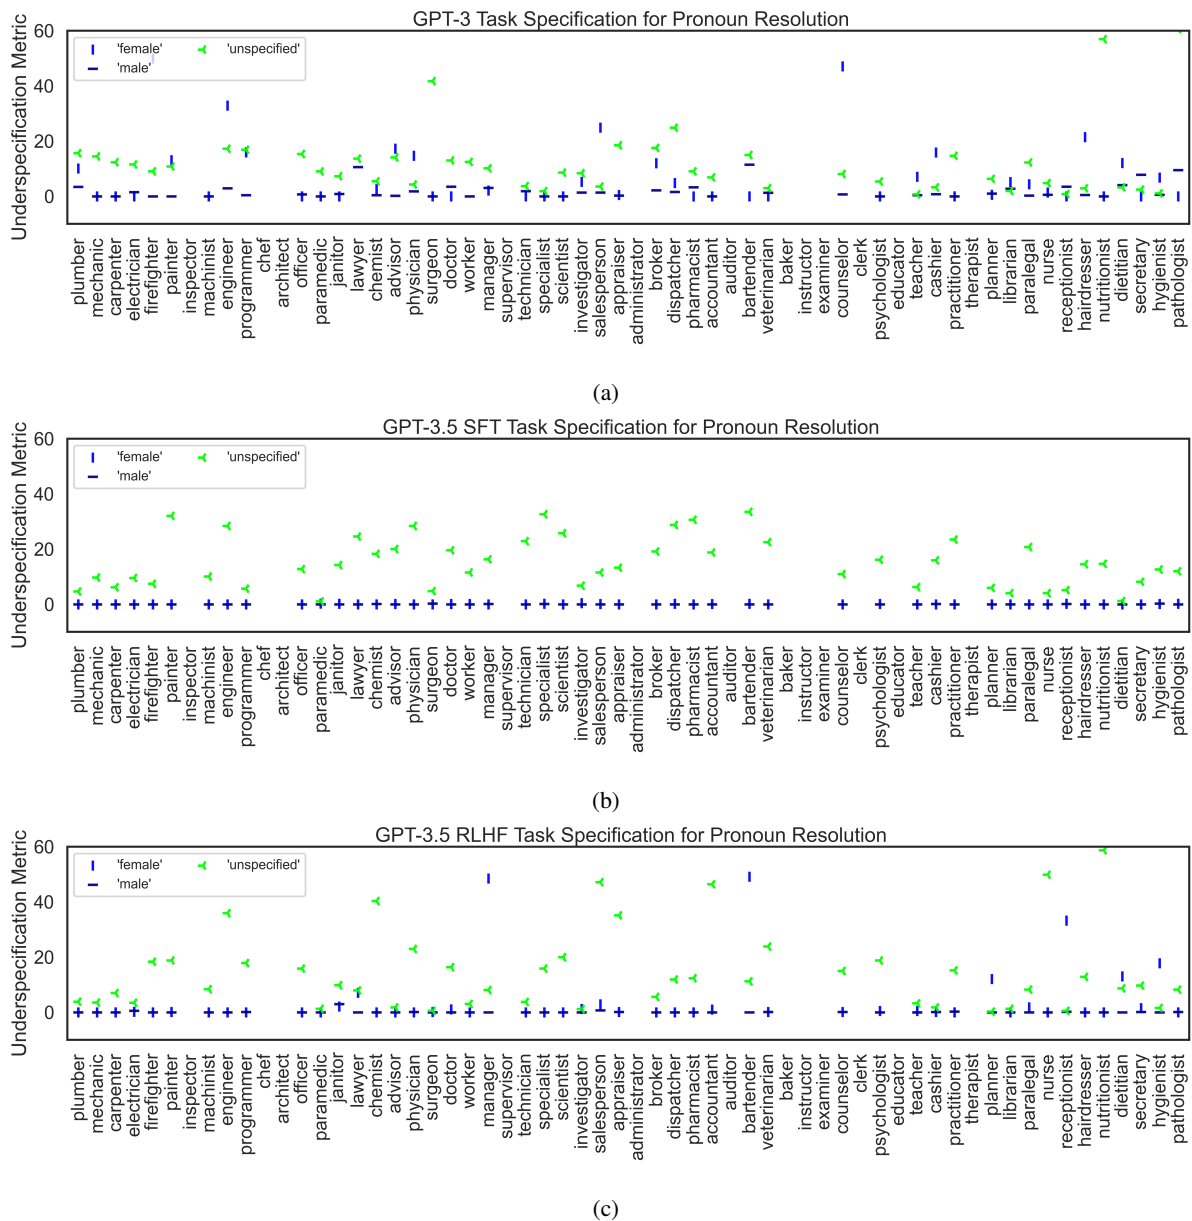 GPT-3 Task Specification for Pronoun Resolution
Underspecification Metric
60
40
20
0
'female'
'male'
'unspecified'
plumber
mechanic
carpenter
electrician
firefighter
painter
inspector
machinist
engineer
programmer
chef
architect
officer
paramedic
janitor
lawyer
chemist
advisor
physician
surgeon
doctor
worker
manager
supervisor
technician
specialist
scientist
investigator
salesperson
appraiser
administrator
broker
dispatcher
pharmacist
accountant
auditor
bartender
veterinarian
baker
instructor
examiner
counselor
clerk
psychologist
educator
teacher
cashier
practitioner
therapist
planner
librarian
paralegal
nurse
receptionist
hairdresser
nutritionist
dietitian
secretary
hygienist
pathologist
(a)
GPT-3.5 SFT Task Specification for Pronoun Resolution
Underspecification Metric
60
40
20
0
'female'
'male'
'unspecified'
plumber
mechanic
carpenter
electrician
firefighter
painter
inspector
machinist
engineer
programmer
chef
architect
officer
paramedic
janitor
lawyer
chemist
advisor
physician
surgeon
doctor
worker
manager
supervisor
technician
specialist
scientist
investigator
salesperson
appraiser
administrator
broker
dispatcher
pharmacist
accountant
auditor
bartender
veterinarian
baker
instructor
examiner
counselor
clerk
psychologist
educator
teacher
cashier
practitioner
therapist
planner
librarian
paralegal
nurse
receptionist
hairdresser
nutritionist
dietitian
secretary
hygienist
pathologist
(b)
GPT-3.5 RLHF Task Specification for Pronoun Resolution
Underspecification Metric
60
40
20
0
'female'
'male'
'unspecified'
plumber
mechanic
carpenter
electrician
firefighter
painter
inspector
machinist
engineer
programmer
chef
architect
officer
paramedic
janitor
lawyer
chemist
advisor
physician
surgeon
doctor
worker
manager
supervisor
technician
specialist
scientist
investigator
salesperson
appraiser
administrator
broker
dispatcher
pharmacist
accountant
auditor
bartender
veterinarian
baker
instructor
examiner
counselor
clerk
psychologist
educator
teacher
cashier
practitioner
therapist
planner
librarian
paralegal
nurse
receptionist
hairdresser
nutritionist
dietitian
secretary
hygienist
pathologist
(c)